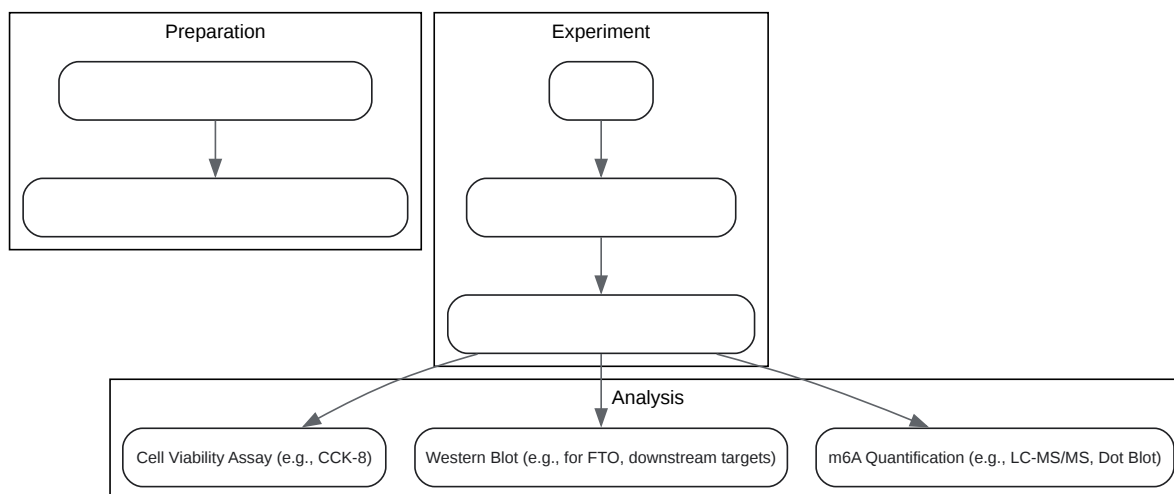 Preparation
Experiment
Analysis
Cell Viability Assay (e.g., CCK-8)
Western Blot (e.g., for FTO, downstream targets)
m6A Quantification (e.g., LC-MS/MS, Dot Blot)